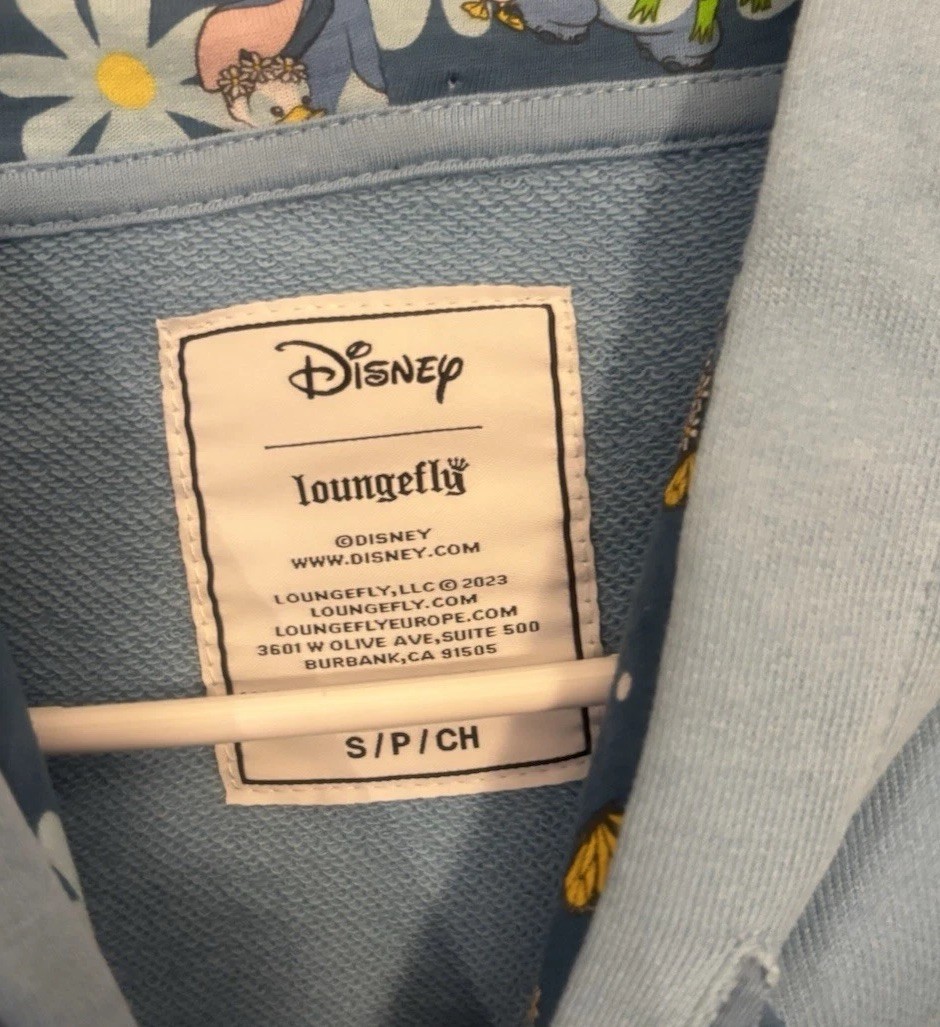 Disney
loungefly
©DISNEY
WWW.DISNEY.COM
LOUNGEFLY,LLC © 2023
LOUNGEFLY.COM
LOUNGEFLYEUROPE.COM
3601 W OLIVE AVE,SUITE 500
BURBANK,CA 91505
S/P/CH